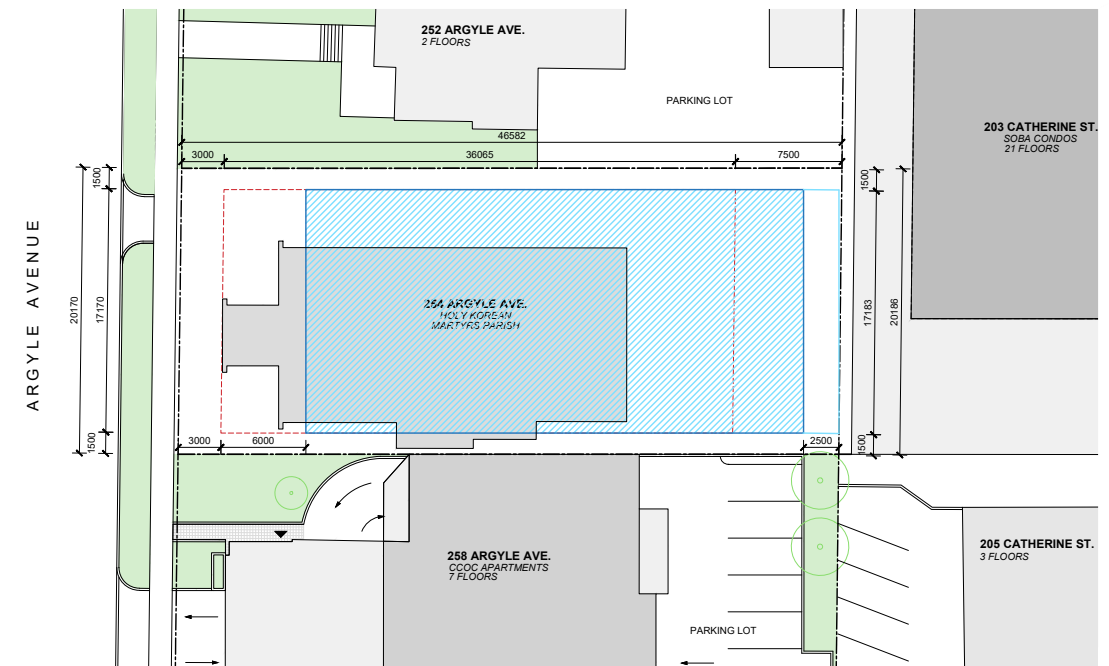 252 ARGYLE AVE.
2 FLOORS
PARKING LOT
203 CATHERINE ST.
SOBA CONDOS
21 FLOORS
46582
3000
36065
7500
1500
1500
ARGYLE AVENUE
20170
17170
264 ARGYLE AVE.
HOLY KOREAN
MARTYRS PARISH
17183
20186
1500
3000
6000
2500
1500
258 ARGYLE AVE.
CCOC APARTMENTS
7 FLOORS
205 CATHERINE ST.
3 FLOORS
PARKING LOT